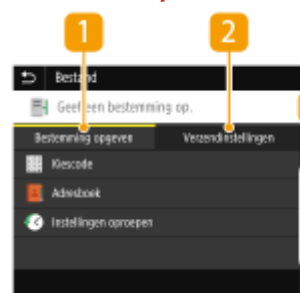 1 2
Bestand
Geef een bestemming op.
Bestemming opgeven Verzendinstellingen
Kiescode
Adresboek
Instellingen oproepen